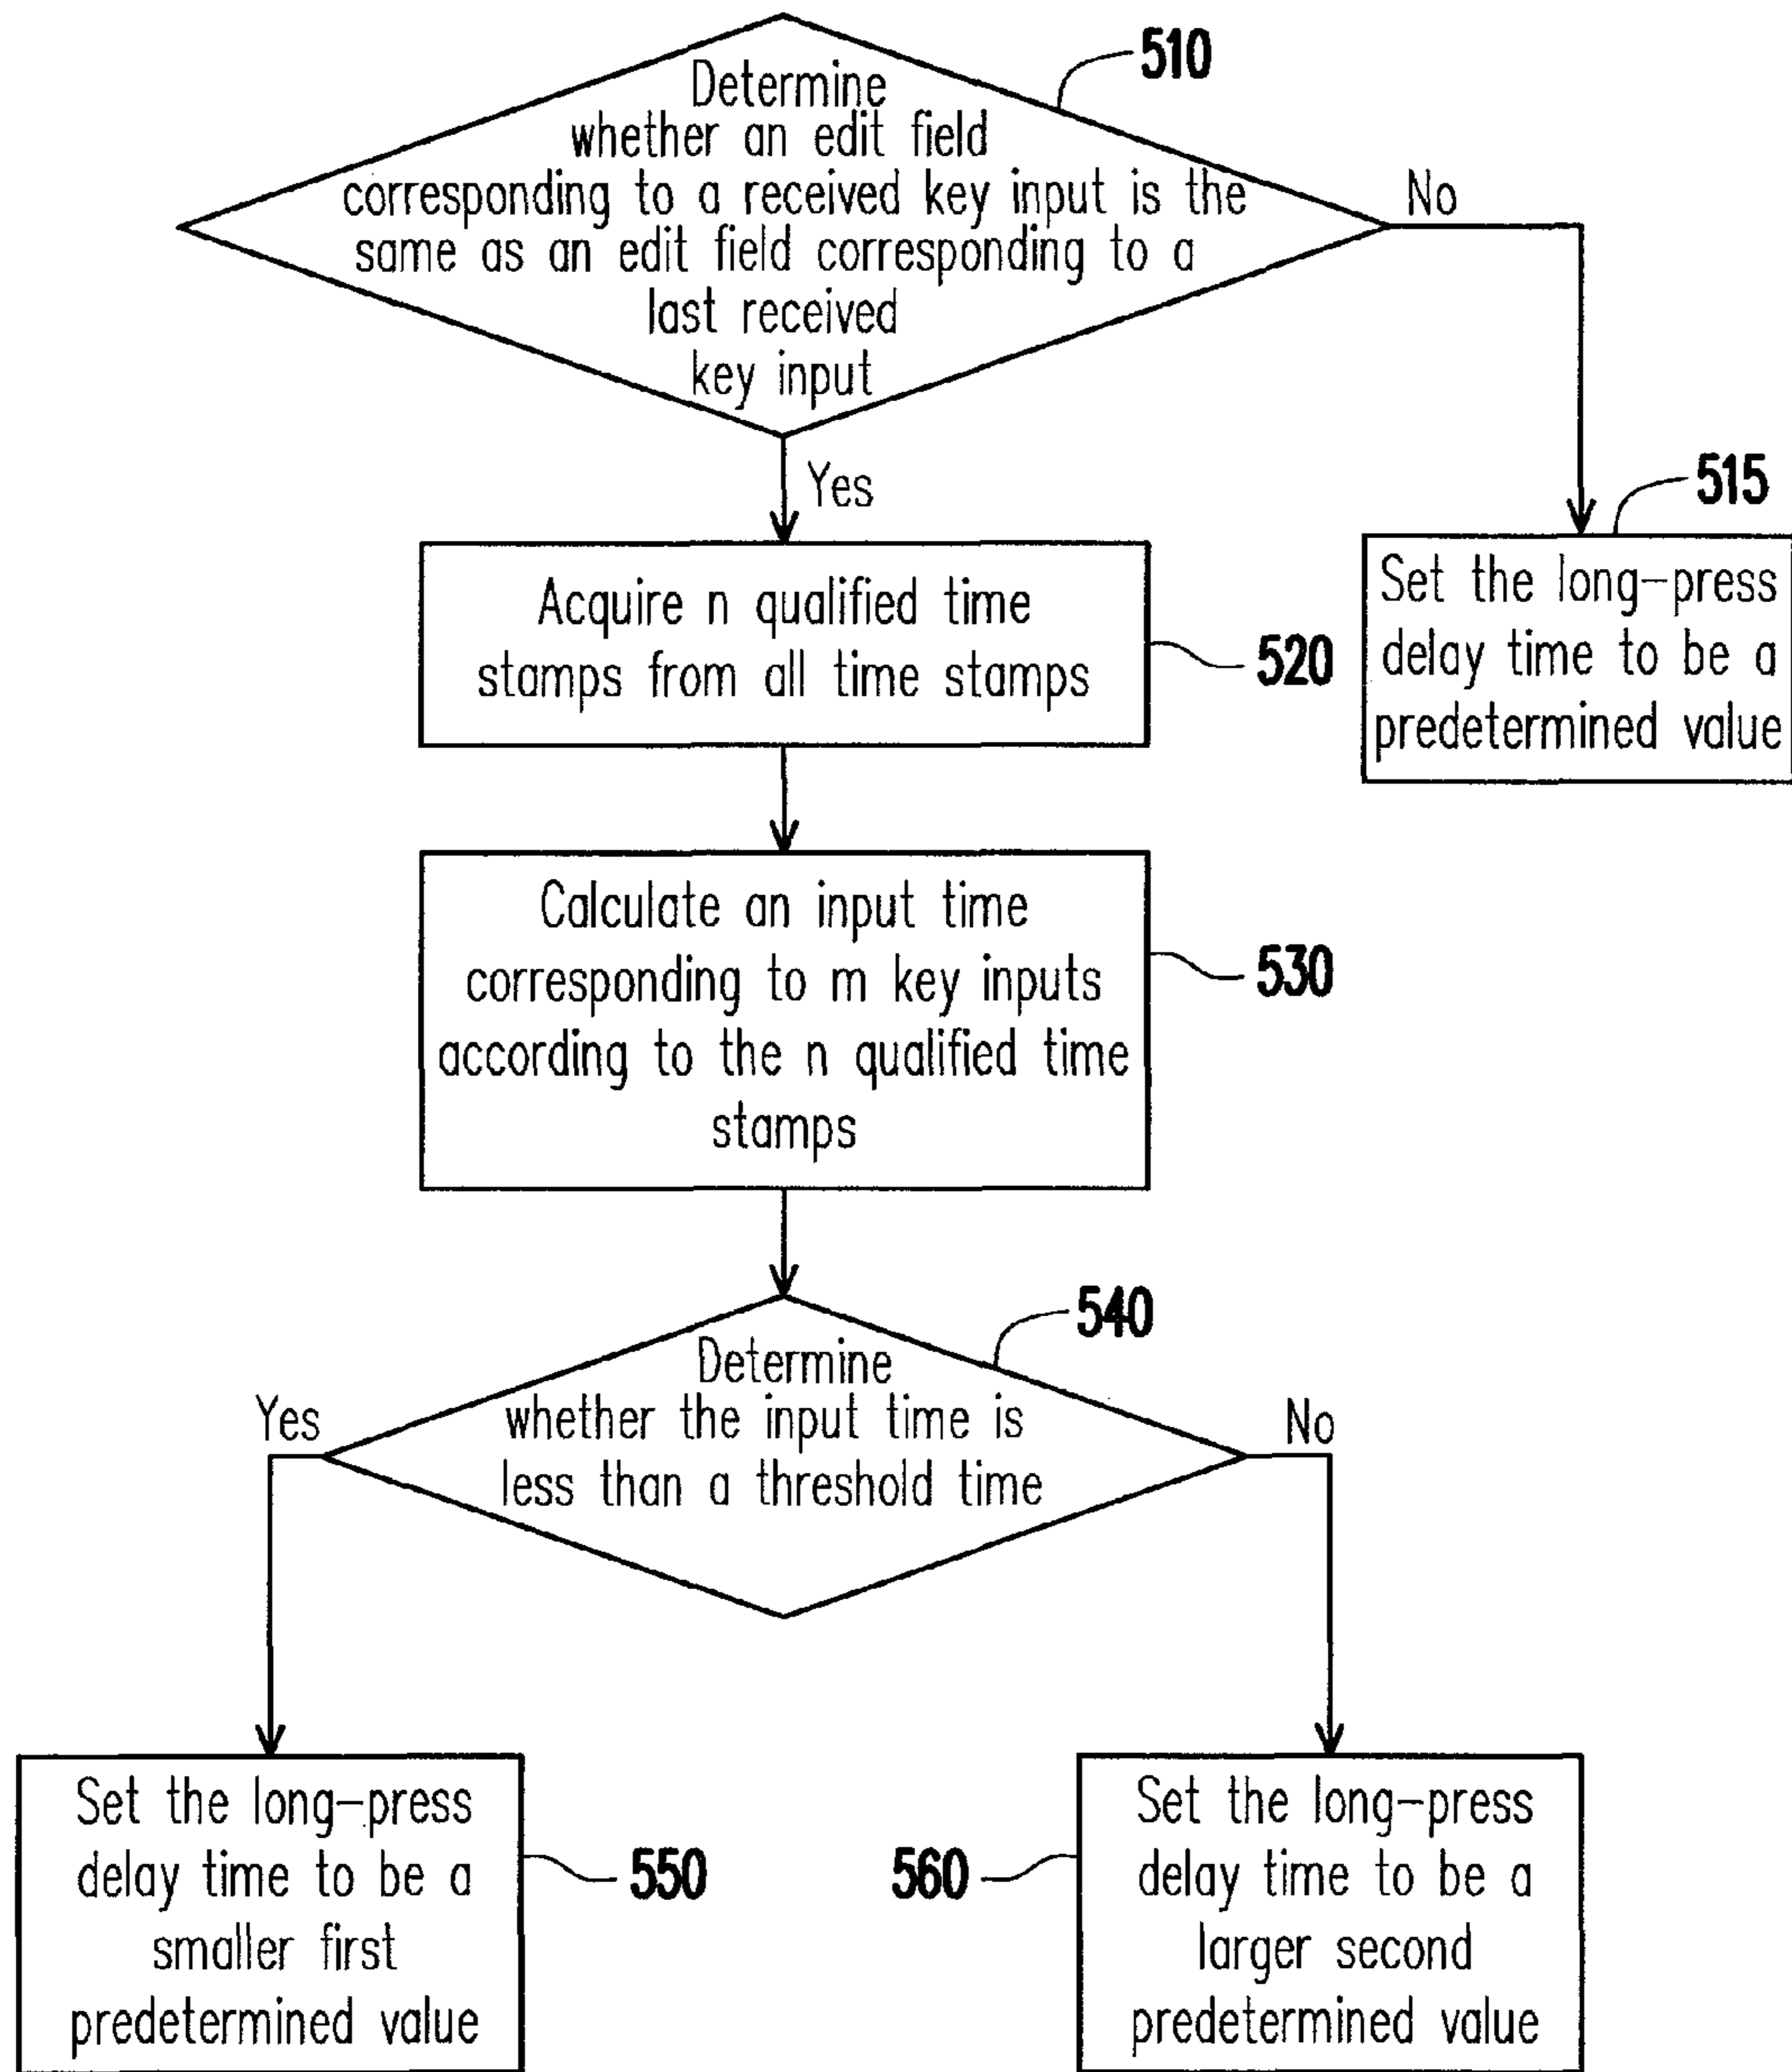 510
Determine
whether an edit field
corresponding to a received key input is the
same as an edit field corresponding to a
last received
key input
No
Yes
515
Set the long-press
delay time to be a
predetermined value
Acquire n qualified time
stamps from all time stamps
520
Calculate an input time
corresponding to m key inputs
according to the n qualified time
stamps
530
540
Determine
whether the input time is
less than a threshold time
Yes
No
Set the long-press
delay time to be a
smaller first
predetermined value
550
560
Set the long-press
delay time to be a
larger second
predetermined value